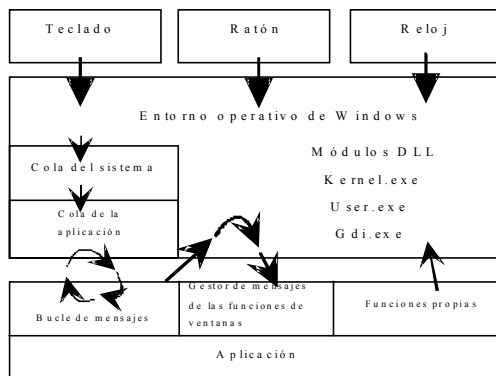 Teclado
Ratón
Reloj
Entorno operativo de Windows
Módulos DLL
Cola del sistema
Kernel.exe
Cola de la
aplicación
User.exe
Gdi.exe
Bucle de mensajes
Gestor de mensajes
de las funciones de
ventanas
Funciones propias
Aplicación